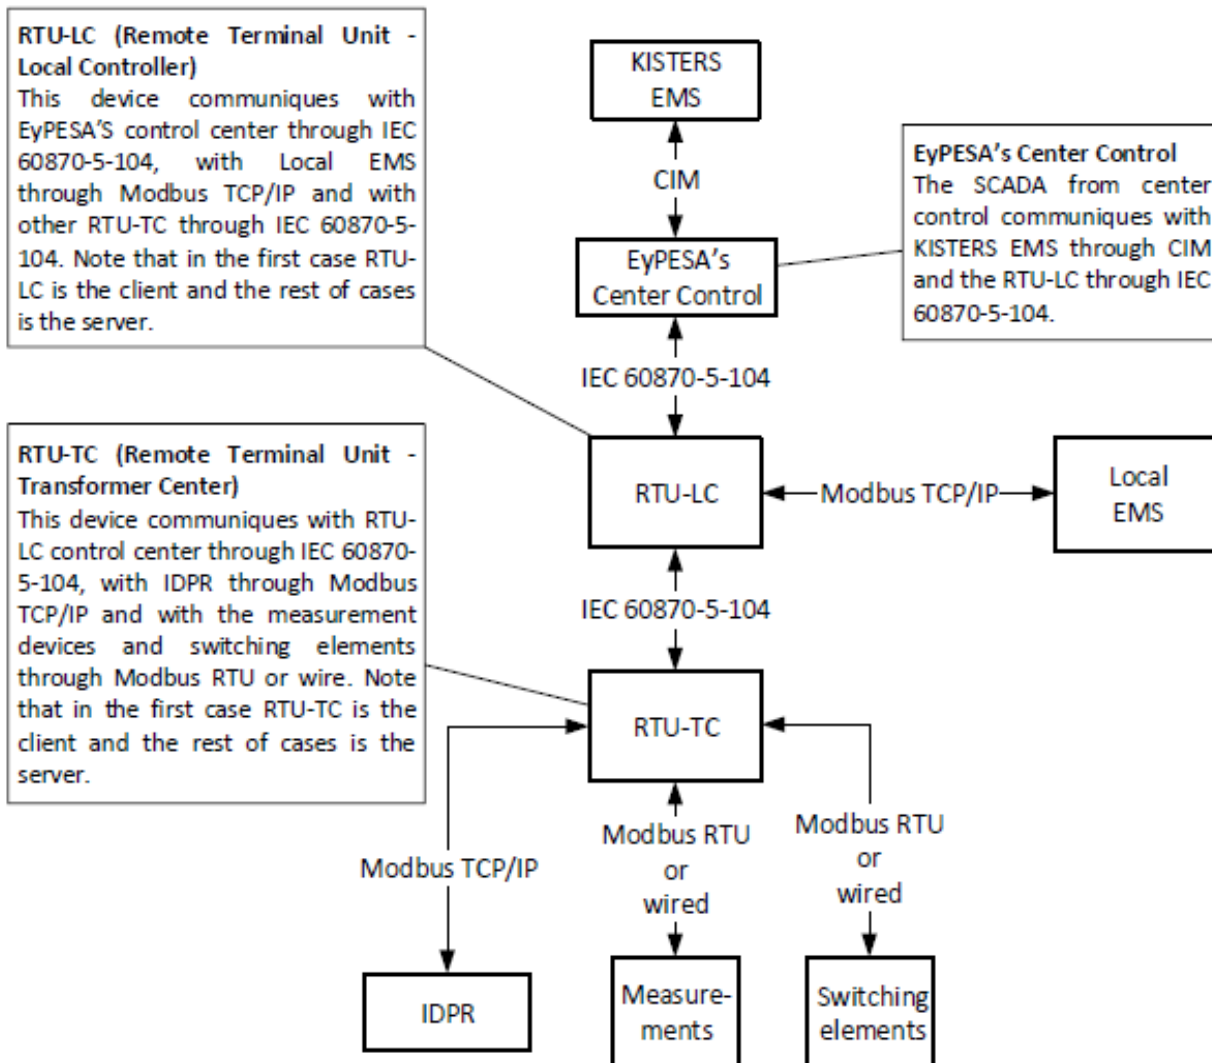 RTU-LC (Remote Terminal Unit -
Local Controller)
This device communiques with
EyPESA'S control center through IEC
60870-5-104, with Local EMS
through Modbus TCP/IP and with
other RTU-TC through IEC 60870-5-
104. Note that in the first case RTU-
LC is the client and the rest of cases
is the server.
KISTERS
EMS
CIM
EyPESA's
Center Control
EyPESA's Center Control
The SCADA from center
control communiques with
KISTERS EMS through CIM
and the RTU-LC through IEC
60870-5-104.
IEC 60870-5-104
RTU-LC
Modbus TCP/IP
Local
EMS
IEC 60870-5-104
RTU-TC (Remote Terminal Unit -
Transformer Center)
This device communiques with RTU-
LC control center through IEC 60870-
5-104, with IDPR through Modbus
TCP/IP and with the measurement
devices and switching elements
through Modbus RTU or wire. Note
that in the first case RTU-TC is the
client and the rest of cases is the
server.
RTU-TC
Modbus TCP/IP
Modbus RTU
or
wired
Modbus RTU
or
wired
IDPR
Measure-
ments
Switching
elements